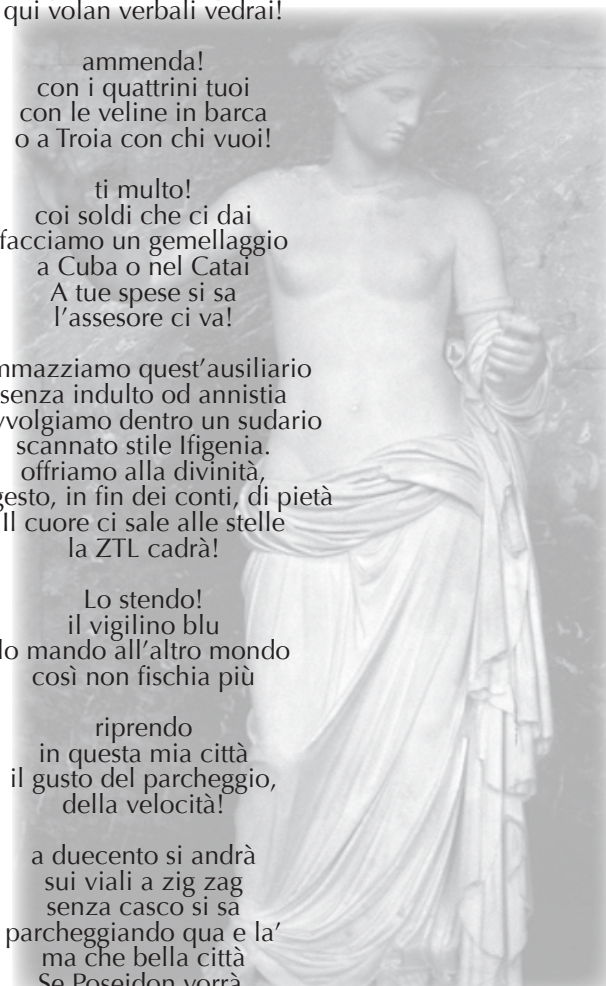 qui volan verbali vedrai!
ammenda!
con i quattrini tuoi
con le veline in barca
o a Troia con chi vuoi!
ti multo!
coi soldi che ci dai
facciamo un gemellaggio
a Cuba o nel Catai
A tue spese si sa
l'assesore ci va!
quest'ausiliario
senza indulto od annistia
dentro un sudario
scannato stile Ifigenia.
offriamo alla divinità,
gesto, in fin dei conti, di pietà
Il cuore ci sale alle stelle
la ZTL cadrà!
Lo stendo!
il vigilino blu
lo mando all'altro mondo
così non fischia più
riprendo
in questa mia città
il gusto del parcheggio,
della velocità!
a duecento si andrà
sui viali a zig zag
senza casco si sa
parcheggiando qua e la'
ma che bella città
Se Poseidon vorrà